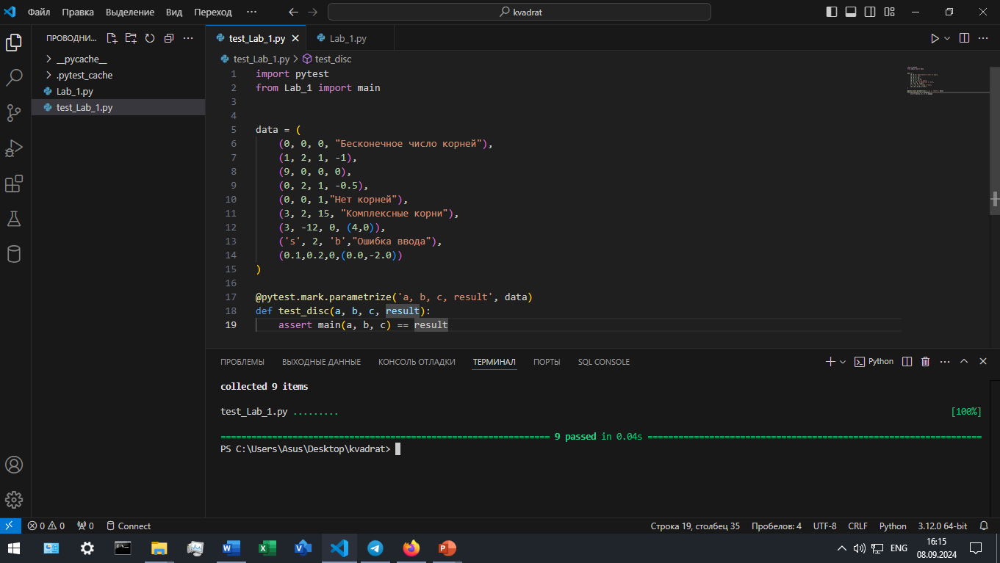 Файл Правка Выделение Вид Переход ··· kvadrat
ПРОВОДНИ... ···
__pycache__
.pytest_cache
Lab_1.py
test_Lab_1.py
test_Lab_1.py Lab_1.py
test_Lab_1.py > test_disc
1 import pytest
2 from Lab_1 import main
3
4
5 data = (
6 (0, 0, 0, "Бесконечное число корней"),
7 (1, 2, 1, -1),
8 (9, 0, 0, 0),
9 (0, 2, 1, -0.5),
10 (0, 0, 1,"Нет корней"),
11 (3, 2, 15, "Комплексные корни"),
12 (3, -12, 0, (4,0)),
13 ('s', 2, 'b',"Ошибка ввода"),
14 (0.1,0.2,0,(0.0,-2.0))
15 )
16
17 @pytest.mark.parametrize('a, b, c, result', data)
18 def test_disc(a, b, c, result):
19 assert main(a, b, c) == result
ПРОБЛЕМЫ ВЫХОДНЫЕ ДАННЫЕ КОНСОЛЬ ОТЛАДКИ ТЕРМИНАЛ ПОРТЫ SQL CONSOLE Python
collected 9 items
test_Lab_1.py ......... [100%]
9 passed in 0.04s
PS C:\Users\Asus\Desktop\kvadrat>
0 0 0 Connect Строка 19, столбец 35 Пробелов: 4 UTF-8 CRLF Python 3.12.0 64-bit
ENG 16:15
08.09.2024